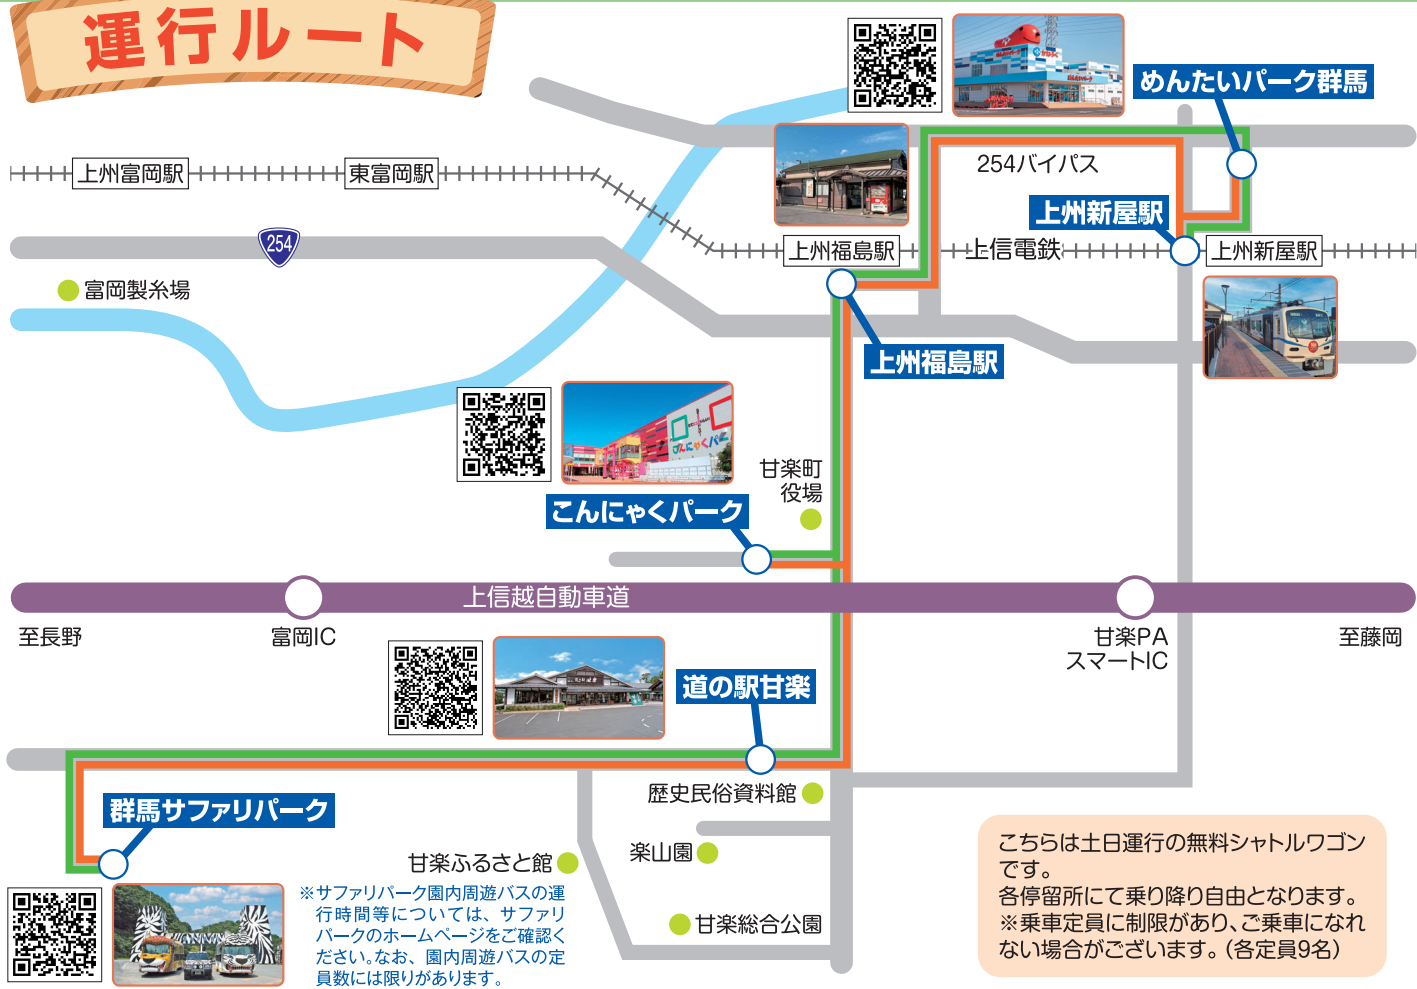 運行ルート
めんたいパーク群馬
254バイパス
上州富岡駅
東富岡駅
上州新屋駅
254
上州福島駅
上信電鉄
上州新屋駅
富岡製糸場
上州福島駅
こんにゃくパーク
甘楽町
役場
こんにゃくパーク
上信越自動車道
至長野
富岡IC
甘楽PA
スマートIC
至藤岡
道の駅甘楽
歴史民俗資料館
群馬サファリパーク
楽山園
甘楽ふるさと館
甘楽総合公園
※サファリパーク園内周遊バスの運
行時間等については、サファリ
パークのホームページをご確認く
ださい。なお、園内周遊バスの定
員数には限りがあります。
こちらは土日運行の無料シャトルワゴン
です。
各停留所にて乗り降り自由となります。
※乗車定員に制限があり、ご乗車になれ
ない場合がございます。（各定員9名）